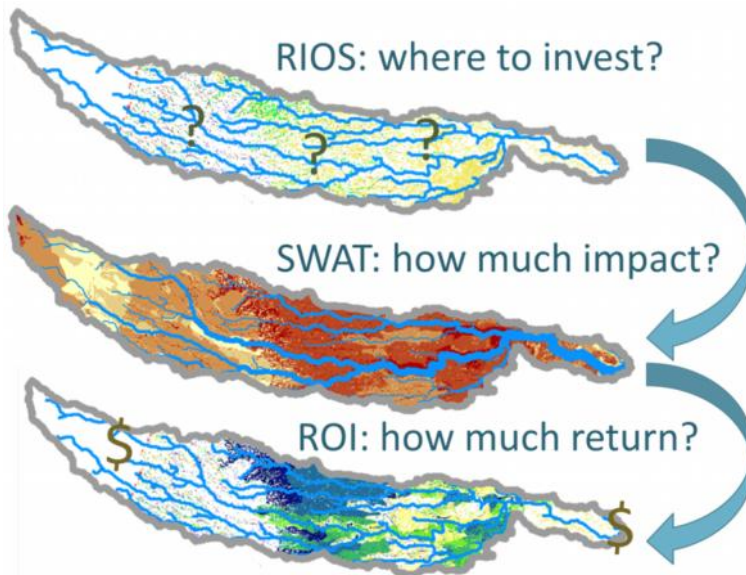 RIOS: where to invest?
? ? ?
SWAT: how much impact?
ROI: how much return?
$ $